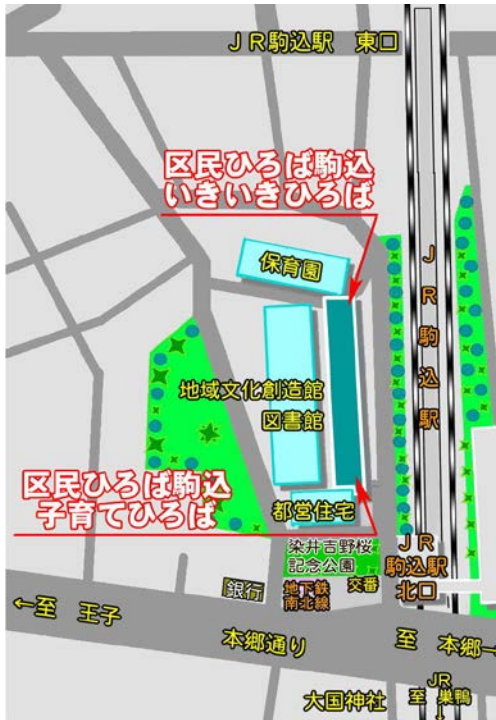 ＪＲ駒込駅　東口
区民ひろば駒込
いきいきひろば
保育園
ＪＲ駒込駅
地域文化創造館
図書館
区民ひろば駒込
子育てひろば
都営住宅
染井吉野桜
記念公園
ＪＲ
駒込駅
北口
銀行
地下鉄
南北線
交番
←至　王子
本郷通り
至　本郷→
大国神社
JR
至 巣鴨
↓